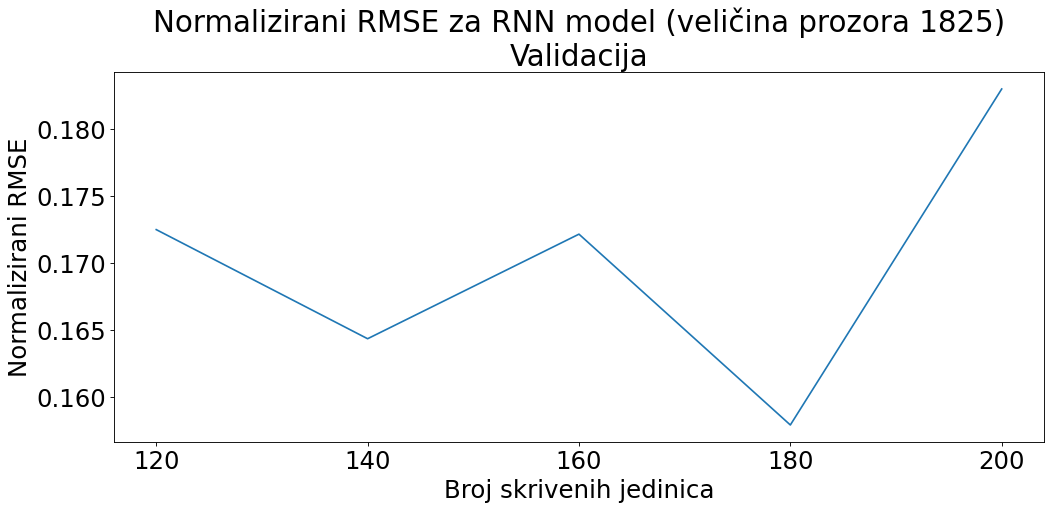 Normalizirani RMSE za RNN model (veličina prozora 1825)
Validacija
Normalizirani RMSE
0.180
0.175
0.170
0.165
0.160
120 140 160 180 200
Broj skrivenih jedinica